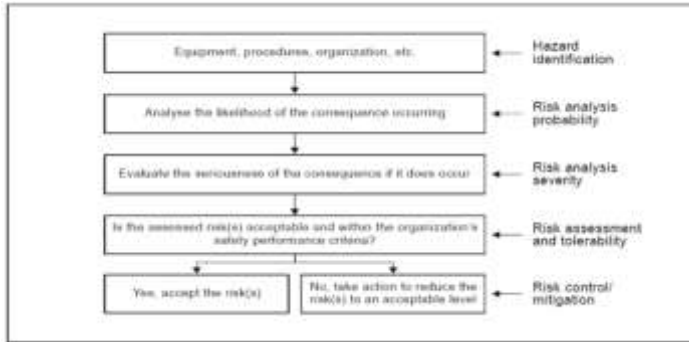 Equipment, procedures, organization, etc.
Hazard
identification
Analyse the likelihood of the consequence occurring
Risk analysis
probability
Evaluate the seriousness of the consequence if it does occur
Risk analysis
severity
Is the assessed risk(s) acceptable and within the organization's
safety performance criteria?
Risk assessment
and tolerability
Yes, accept the risk(s)
No, take action to reduce the
risk(s) to an acceptable level
Risk control/
mitigation